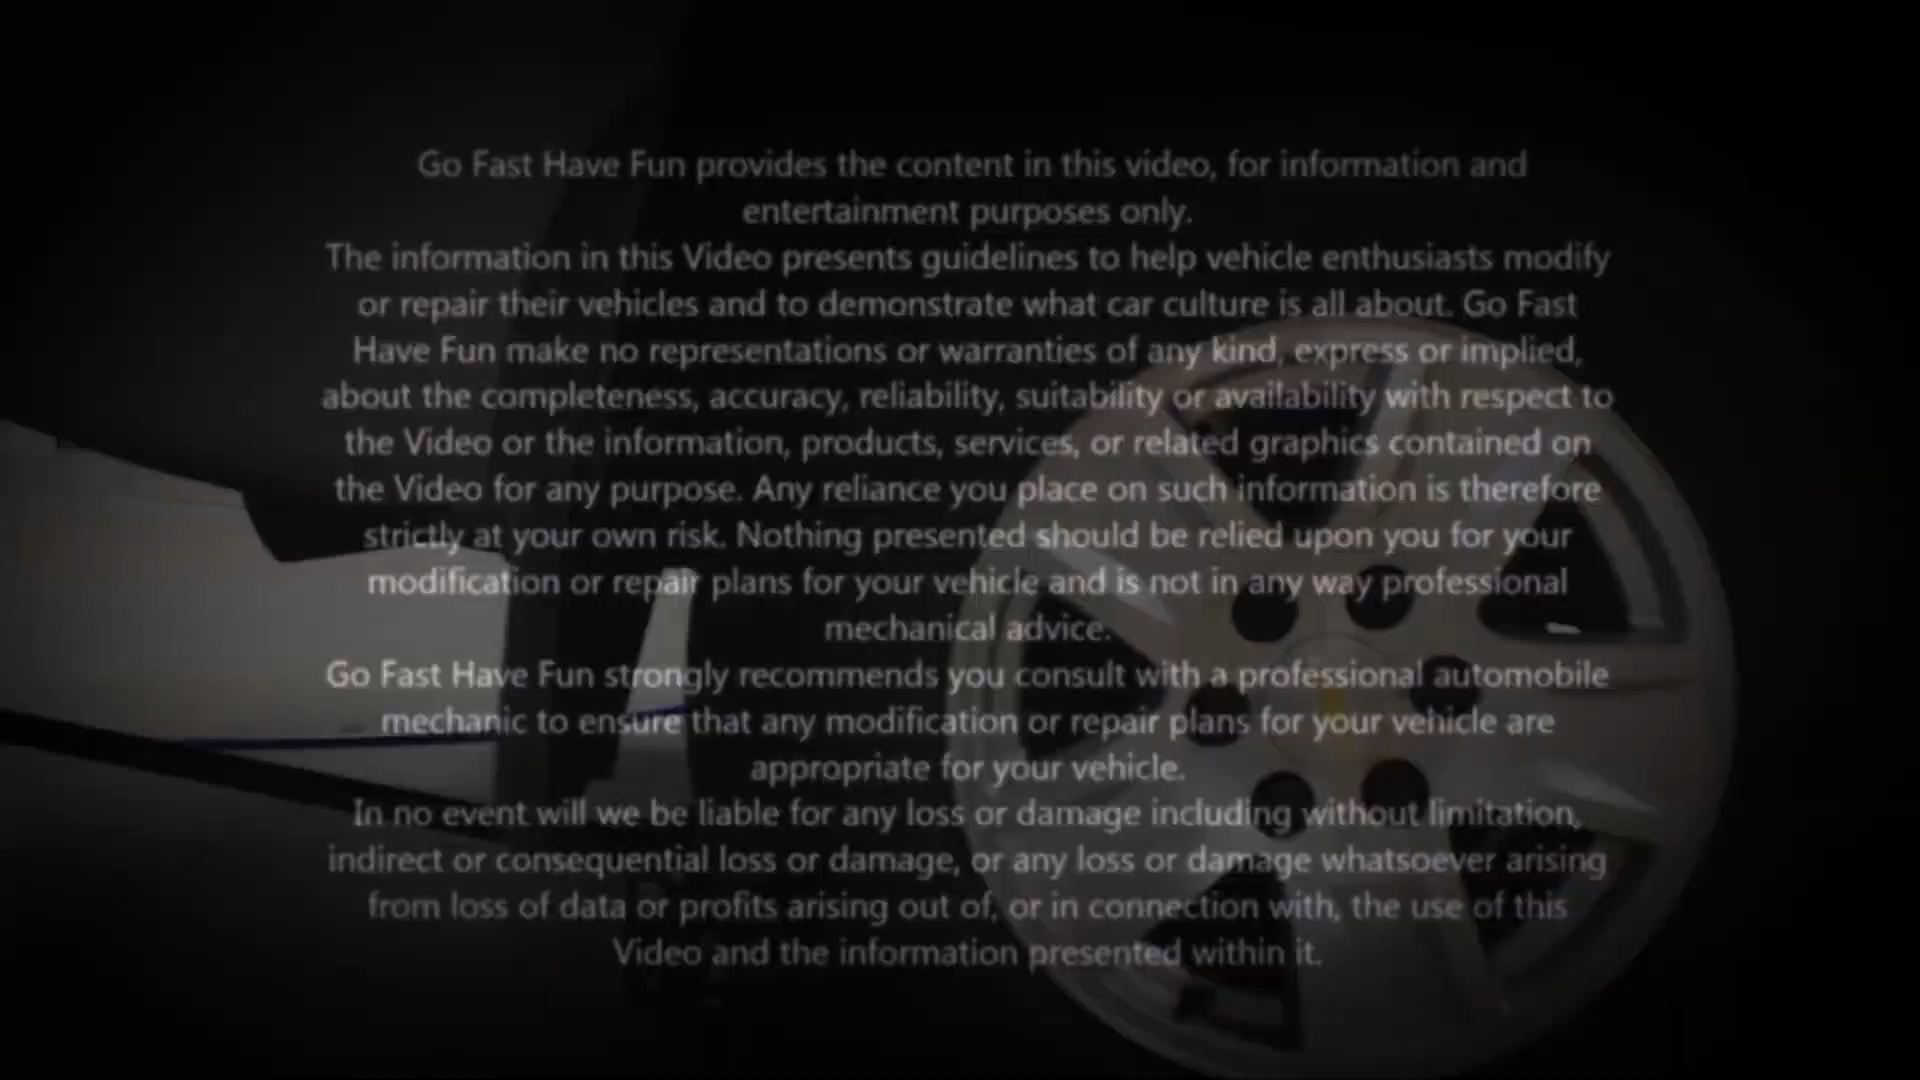 Go Fast Have Fun provides the content in this video, for information and
entertainment purposes only.
The information in this Video presents guidelines to help vehicle enthusiasts modify
or repair their vehicles and to demonstrate what car culture is all about. Go Fast
Have Fun make no representations or warranties of any kind, express or implied,
about the completeness, accuracy, reliability, suitability or availability with respect to
the Video or the information, products, services, or related graphics contained on
the Video for any purpose. Any reliance you place on such information is therefore
strictly at your own risk. Nothing presented should be relied upon you for your
modification or repair plans for your vehicle and is not in any way professional
mechanical advice.
Go Fast Have Fun strongly recommends you consult with a professional automobile
mechanic to ensure that any modification or repair plans for your vehicle are
appropriate for your vehicle.
In no event will we be liable for any loss or damage including without limitation,
indirect or consequential loss or damage, or any loss or damage whatsoever arising
from loss of data or profits arising out of, or in connection with, the use of this
Video and the information presented within it.